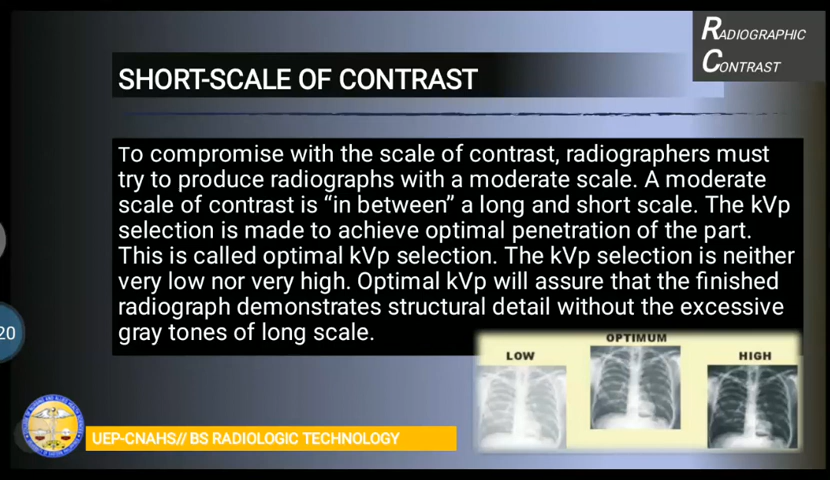 RADIOGRAPHIC
CONTRAST
SHORT-SCALE OF CONTRAST
To compromise with the scale of contrast, radiographers must
try to produce radiographs with a moderate scale. A moderate
scale of contrast is “in between” a long and short scale. The kVp
selection is made to achieve optimal penetration of the part.
This is called optimal kVp selection. The kVp selection is neither
very low nor very high. Optimal kVp will assure that the finished
radiograph demonstrates structural detail without the excessive
gray tones of long scale.
20
LOW
OPTIMUM
HIGH
UEP-CNAHS// BS RADIOLOGIC TECHNOLOGY